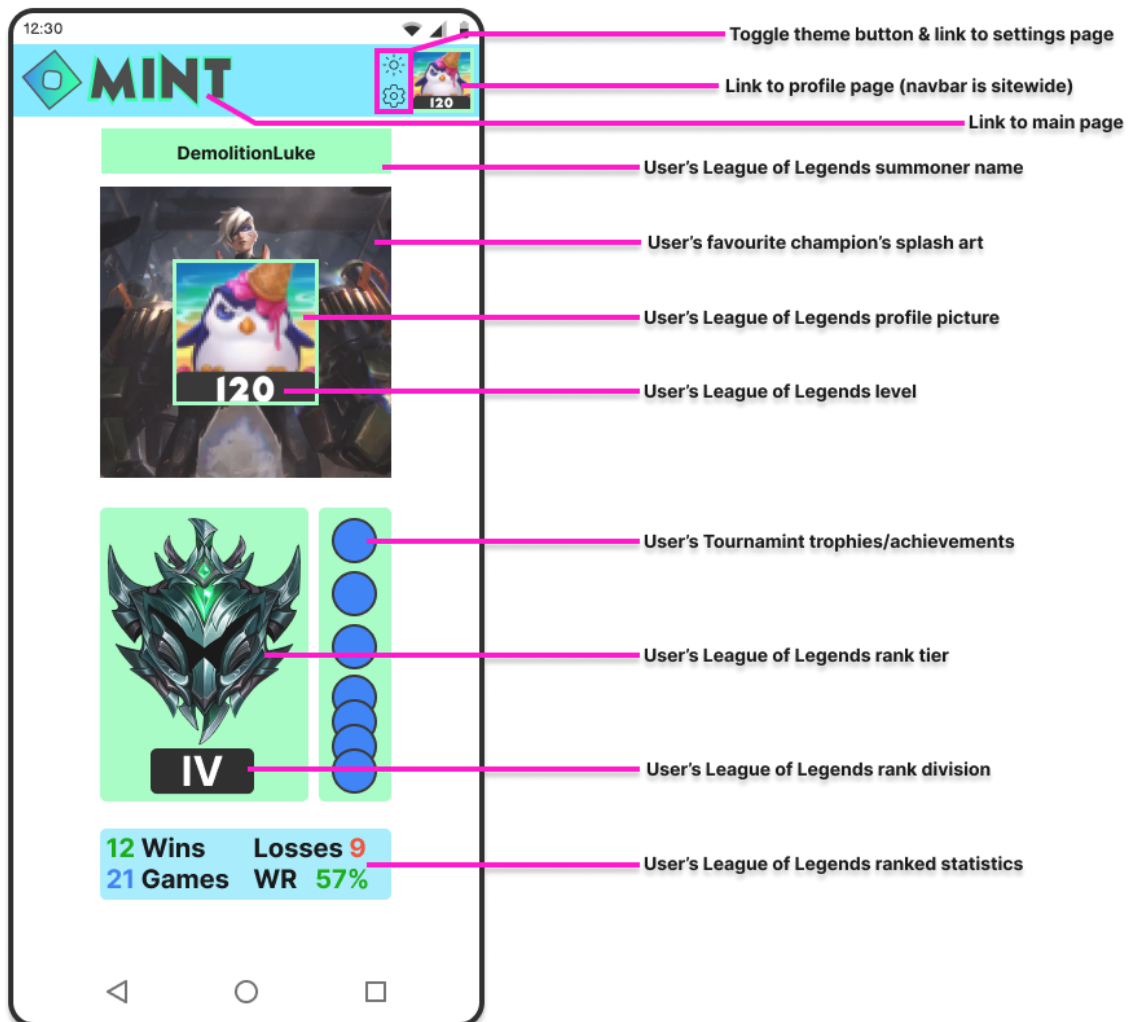 12:30
Toggle theme button & link to settings page
MINT
120
Link to profile page (navbar is sitewide)
Link to main page
DemolitionLuke
User's League of Legends summoner name
User's favourite champion's splash art
User's League of Legends profile picture
120
User's League of Legends level
User's Tournamint trophies/achievements
User's League of Legends rank tier
IV
User's League of Legends rank division
12 Wins Losses 9
21 Games WR 57%
User's League of Legends ranked statistics